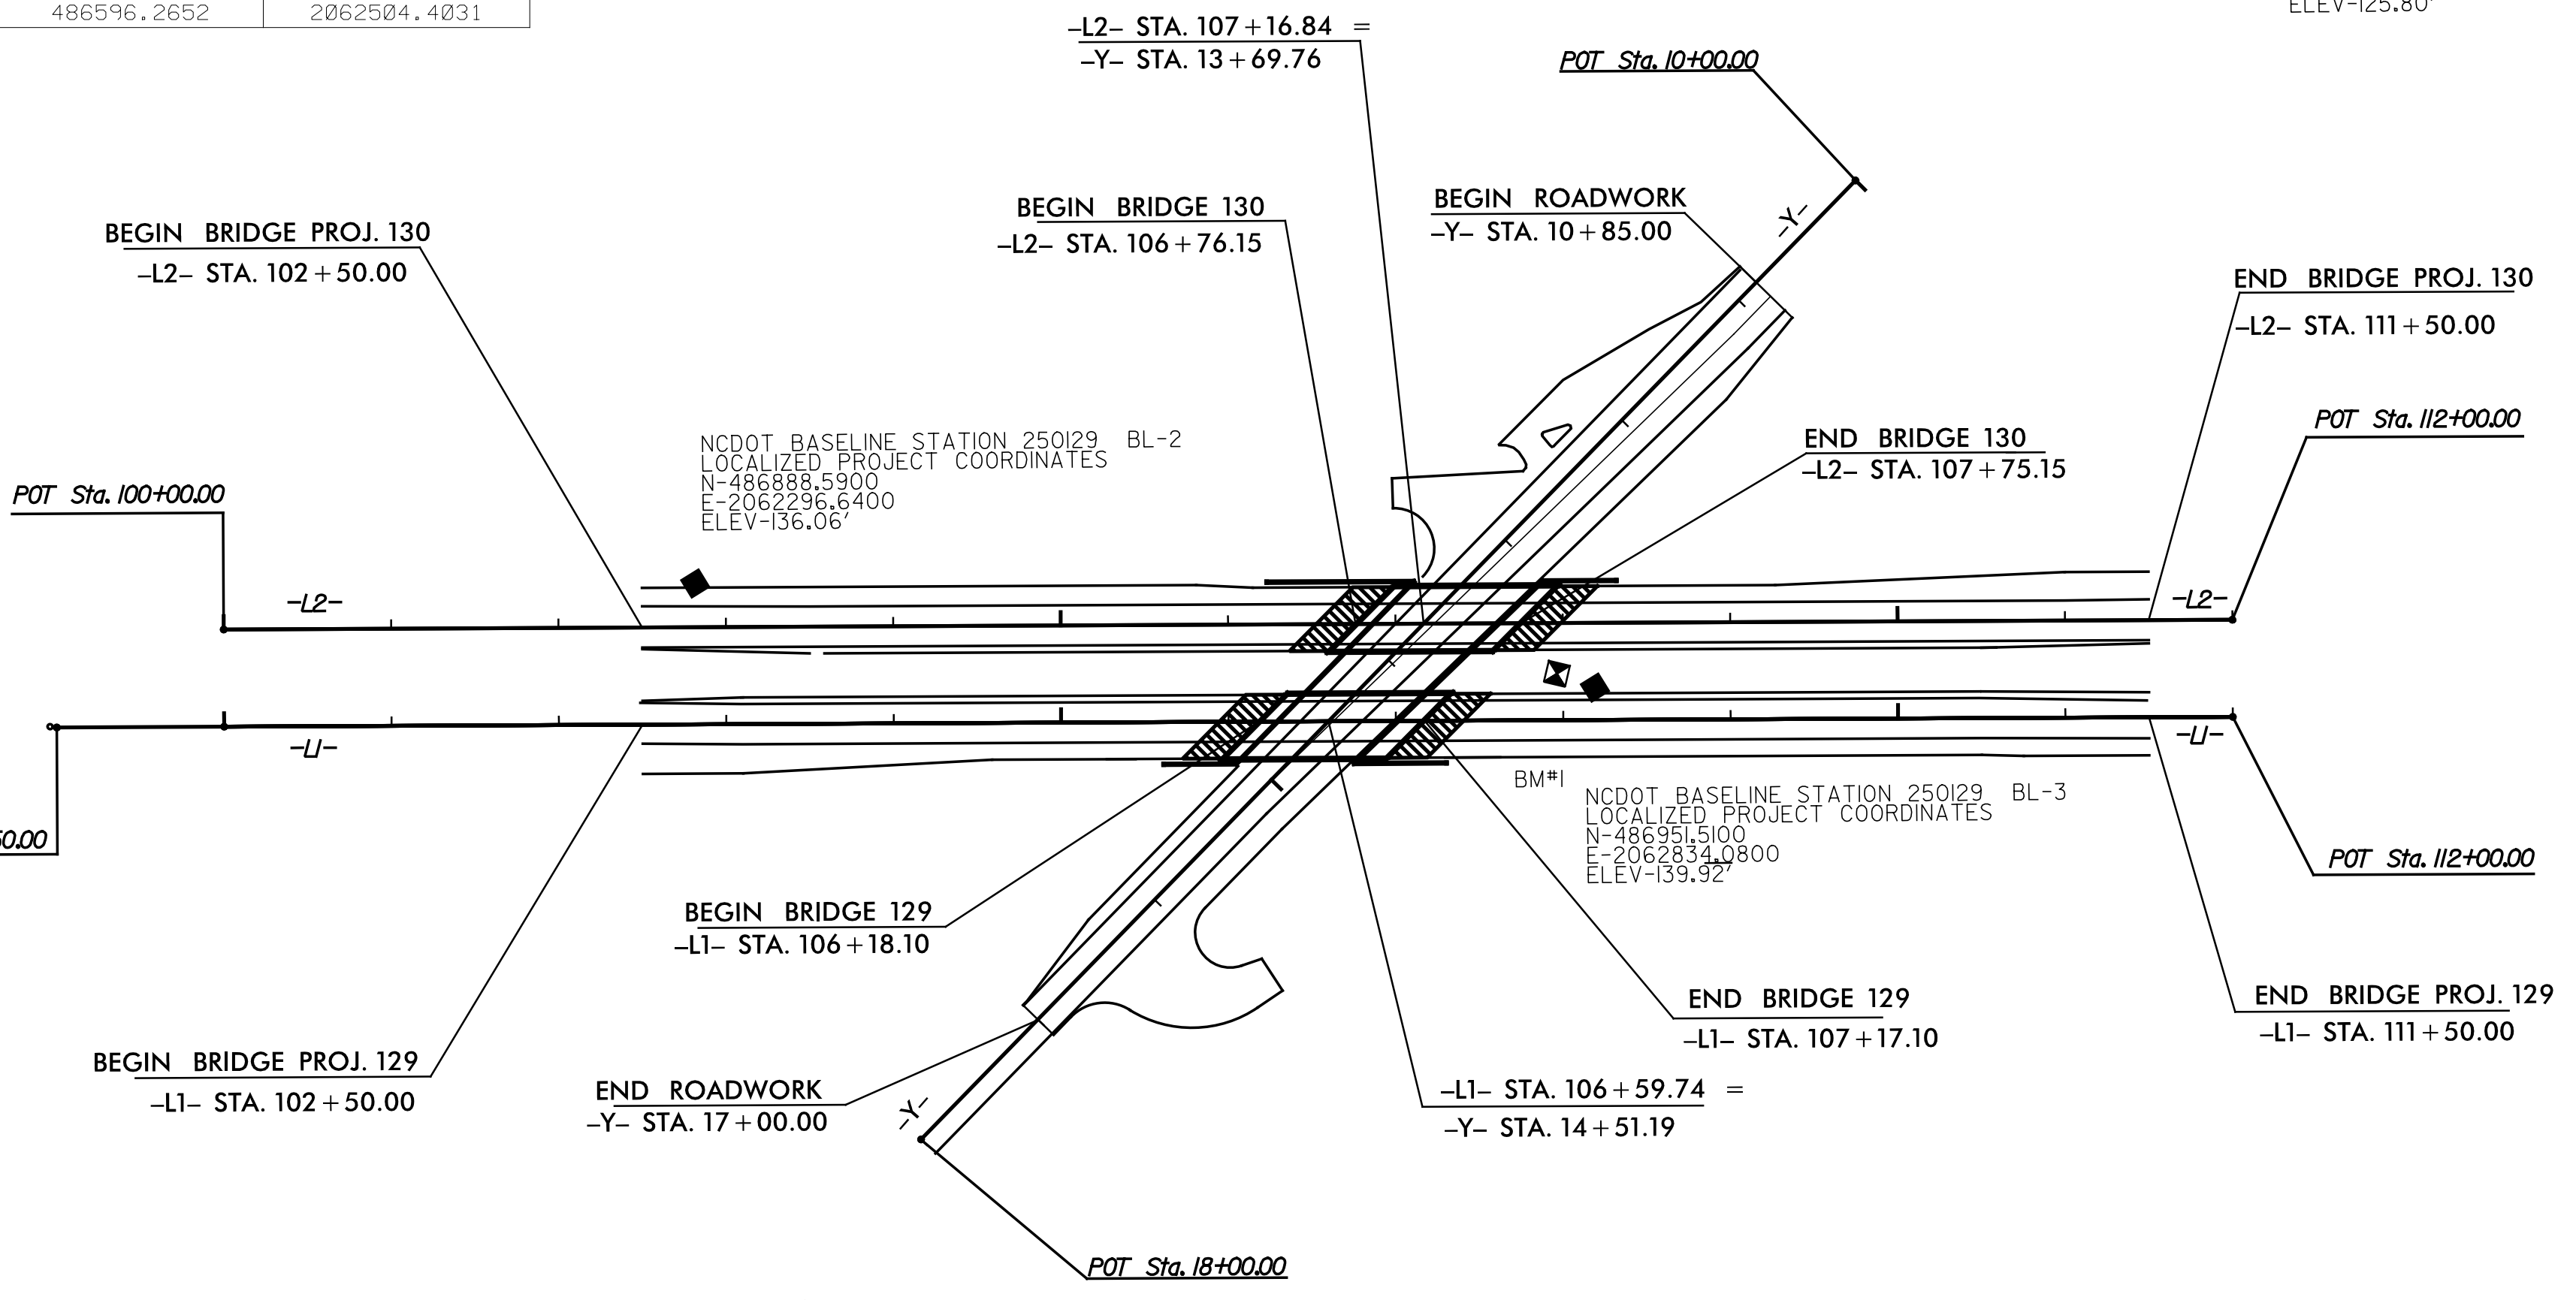 486596.2652 2062504.4031
ELEV-125.80'
–L2– STA. 107+16.84 =
–Y– STA. 13+69.76
POT Sta. 10+00.00
BEGIN BRIDGE 130
–L2– STA. 106+76.15
BEGIN ROADWORK
–Y– STA. 10+85.00
–Y–
BEGIN BRIDGE PROJ. 130
–L2– STA. 102+50.00
END BRIDGE PROJ. 130
–L2– STA. 111+50.00
POT Sta. 112+00.00
NCDOT BASELINE STATION 250129 BL-2
LOCALIZED PROJECT COORDINATES
N-486888.5900
E-2062296.6400
ELEV-136.06'
END BRIDGE 130
–L2– STA. 107+75.15
POT Sta. 100+00.00
–L2–
–L2–
–L1–
–L1–
50.00
BM#1
NCDOT BASELINE STATION 250129 BL-3
LOCALIZED PROJECT COORDINATES
N-486951.5100
E-2062834.0800
ELEV-139.92'
POT Sta. 112+00.00
BEGIN BRIDGE 129
–L1– STA. 106+18.10
END BRIDGE 129
–L1– STA. 107+17.10
END BRIDGE PROJ. 129
–L1– STA. 111+50.00
BEGIN BRIDGE PROJ. 129
–L1– STA. 102+50.00
END ROADWORK
–Y– STA. 17+00.00
–Y–
–L1– STA. 106+59.74 =
–Y– STA. 14+51.19
POT Sta. 18+00.00